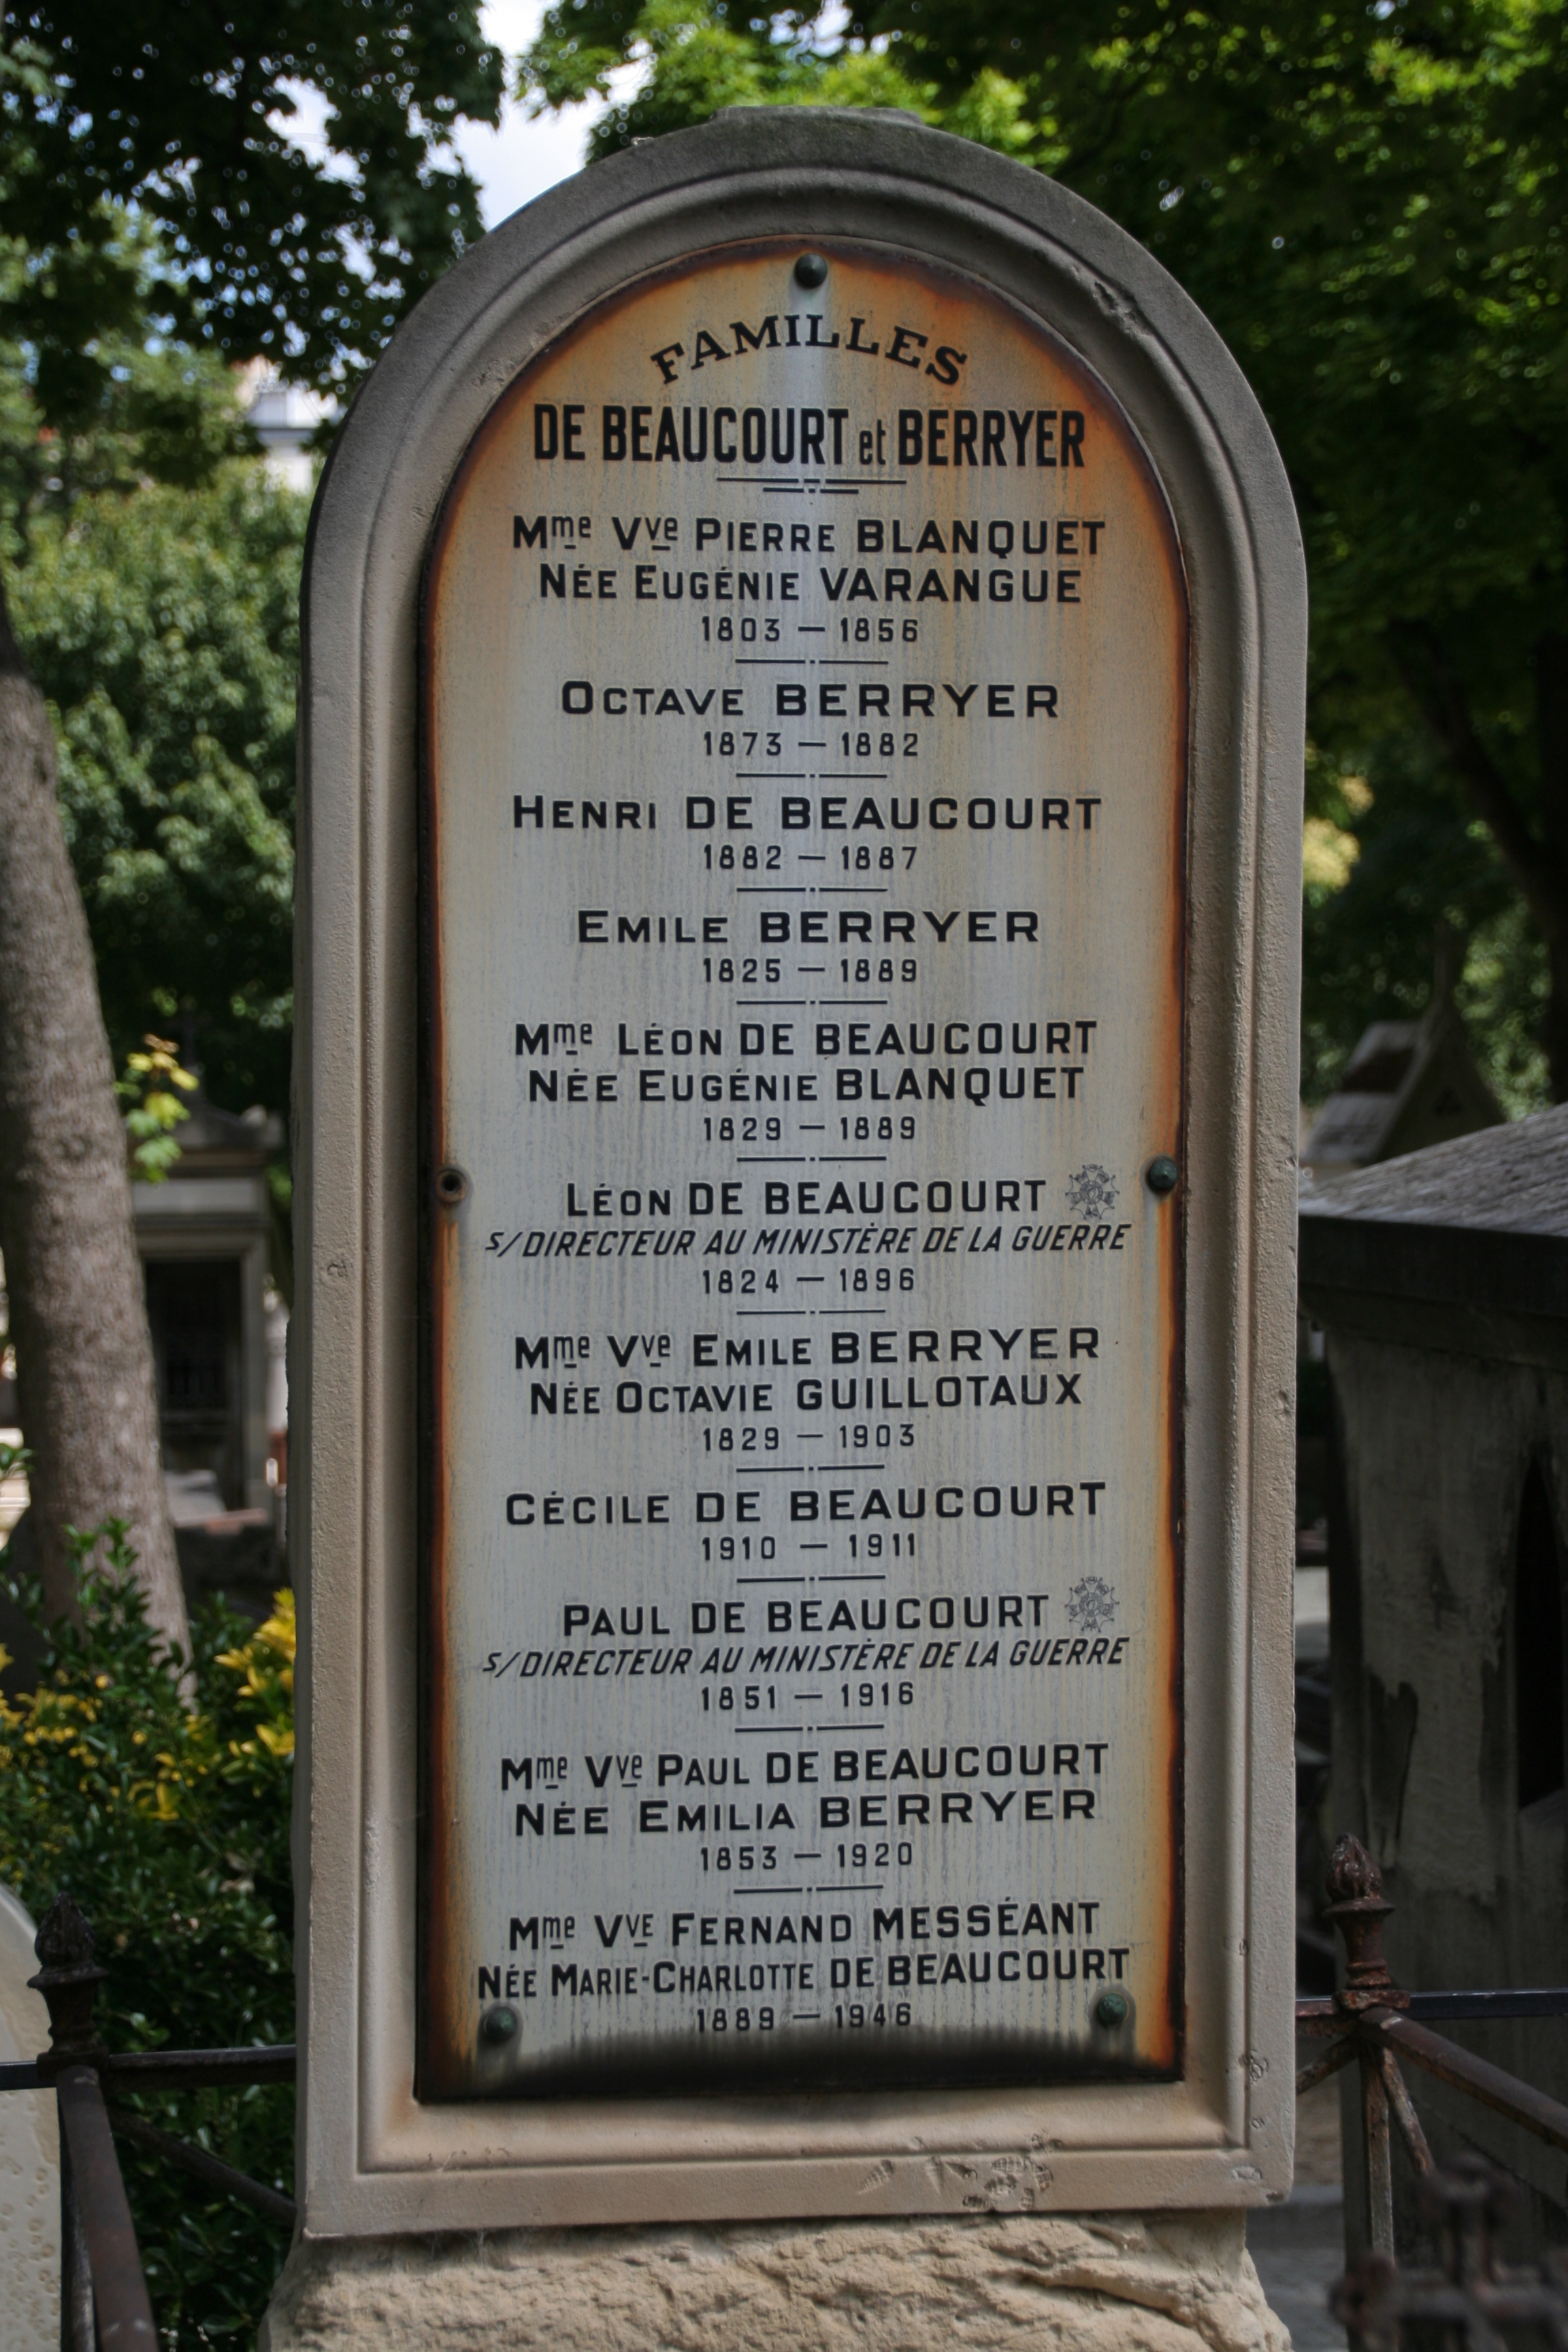 FAMILLES
DE BEAUCOURT et BERRYER
Mme Vve PIERRE BLANQUET
NÉE EUGÉNIE VARANGUE
1803 — 1856
OCTAVE BERRYER
1873 — 1882
HENRI DE BEAUCOURT
1882 — 1887
EMILE BERRYER
1825 — 1889
Mme LÉON DE BEAUCOURT
NÉE EUGÉNIE BLANQUET
1829 — 1889
LÉON DE BEAUCOURT
S/DIRECTEUR AU MINISTÈRE DE LA GUERRE
1824 — 1896
Mme Vve EMILE BERRYER
NÉE OCTAVIE GUILLOTAUX
1829 — 1903
CÉCILE DE BEAUCOURT
1910 — 1911
PAUL DE BEAUCOURT
S/DIRECTEUR AU MINISTÈRE DE LA GUERRE
1851 — 1916
Mme Vve PAUL DE BEAUCOURT
NÉE EMILIA BERRYER
1853 — 1920
Mme VVE FERNAND MESSÉANT
NÉE MARIE-CHARLOTTE DE BEAUCOURT
1889 — 1946